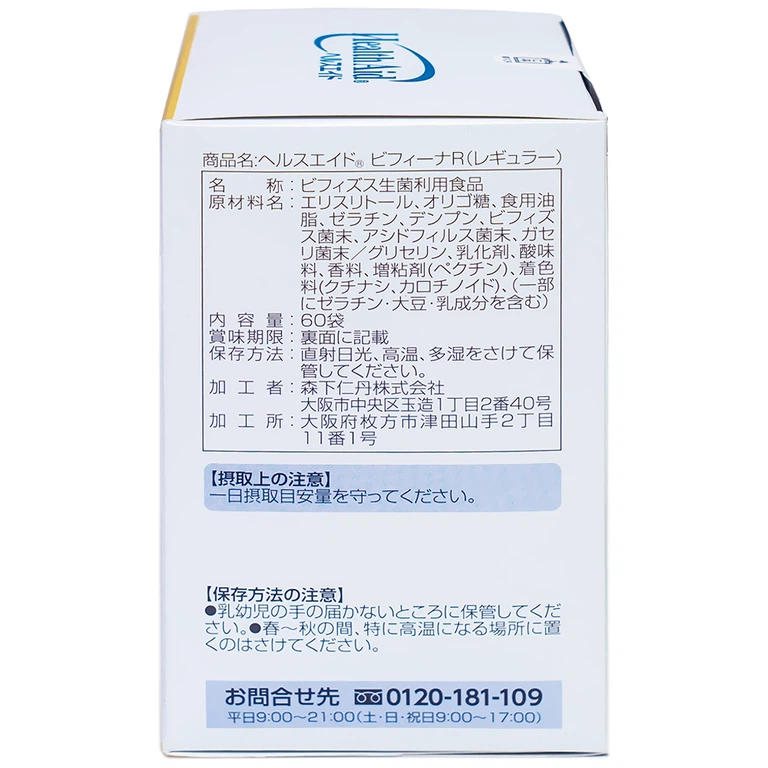 Health Aid®
ヘルスエイド
商品名:ヘルスエイド® ビフィーナR(レギュラー)
名称:ビフィズス生菌利用食品
原材料名:エリスリトール、オリゴ糖、食用油
脂、ゼラチン、デンプン、ビフィズ
ス菌末、アシドフィルス菌末、ガセ
リ菌末／グリセリン、乳化剤、酸味
料、香料、増粘剤(ペクチン)、着色
料(クチナシ、カロチノイド)、(一部
にゼラチン・大豆・乳成分を含む)
内容量:60袋
賞味期限:裏面に記載
保存方法:直射日光、高温、多湿をさけて保
管してください。
加工者:森下仁丹株式会社
大阪市中央区玉造1丁目2番40号
加工所:大阪府枚方市津田山手2丁目
11番1号
【摂取上の注意】
一日摂取目安量を守ってください。
【保存方法の注意】
●乳幼児の手の届かないところに保管してくだ
さい。●春〜秋の間、特に高温になる場所に置
くのはさけてください。
お問合せ先 0120-181-109
平日9:00〜21:00(土・日・祝日9:00〜17:00)